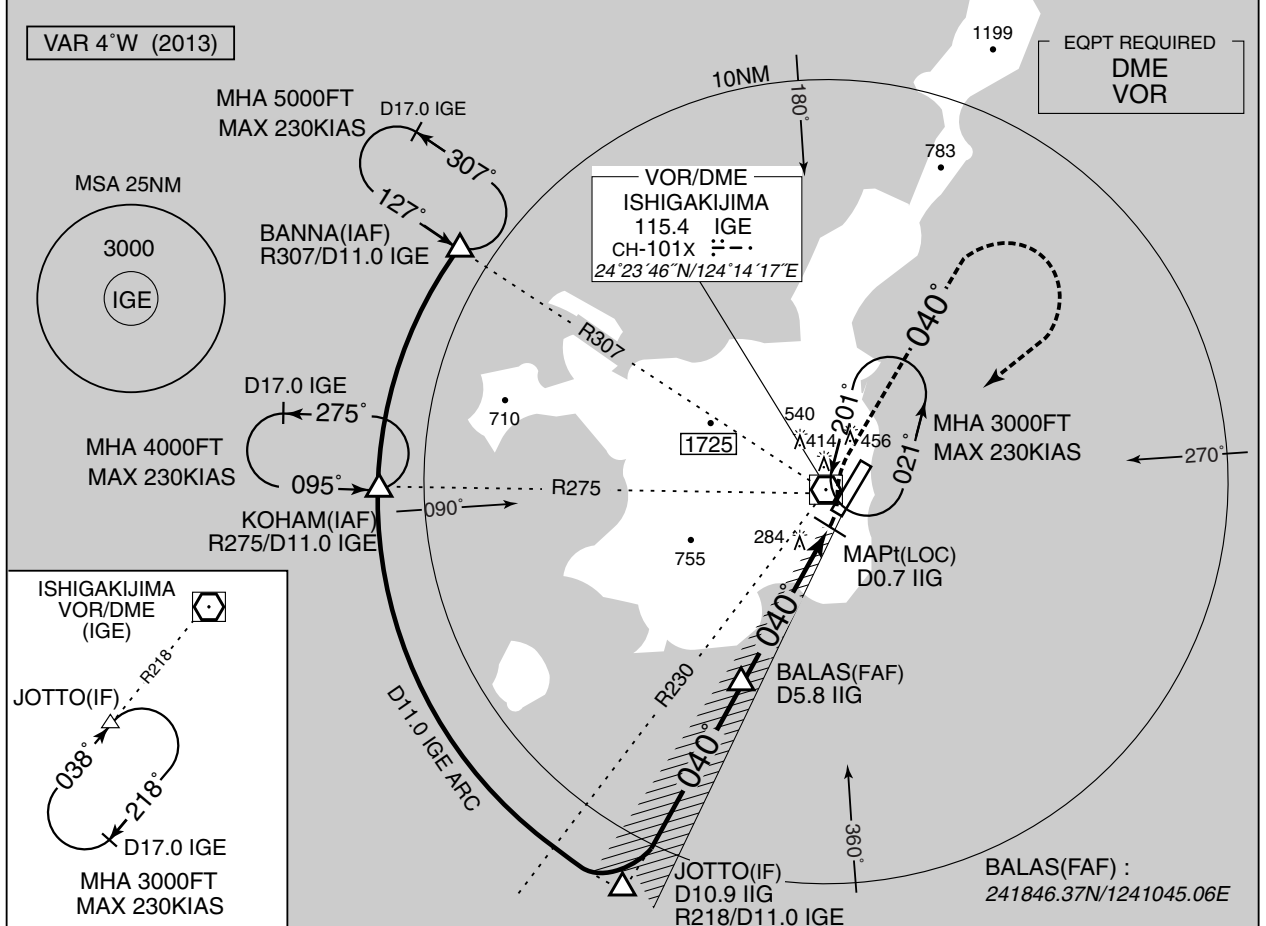 VAR 4°W (2013)
1199
EQPT REQUIRED
DME
VOR
10NM
180°
MHA 5000FT
MAX 230KIAS
D17.0 IGE
307°
127°
783
MSA 25NM
3000
IGE
VOR/DME
ISHIGAKIJIMA
115.4 IGE
CH-101X
24°23´46˝N/124°14´17˝E
BANNA(IAF)
R307/D11.0 IGE
R307
040°
D17.0 IGE
275°
MHA 4000FT
MAX 230KIAS
095°
710
1725
540
414
456
201°
021°
MHA 3000FT
MAX 230KIAS
270°
R275
090°
KOHAM(IAF)
R275/D11.0 IGE
755
284
MAPt(LOC)
D0.7 IIG
040°
ISHIGAKIJIMA
VOR/DME
(IGE)
R218
JOTTO(IF)
038°
218°
D17.0 IGE
MHA 3000FT
MAX 230KIAS
R230
BALAS(FAF)
D5.8 IIG
D11.0 IGE ARC
040°
360°
JOTTO(IF)
D10.9 IIG
R218/D11.0 IGE
BALAS(FAF) :
241846.37N/1241045.06E